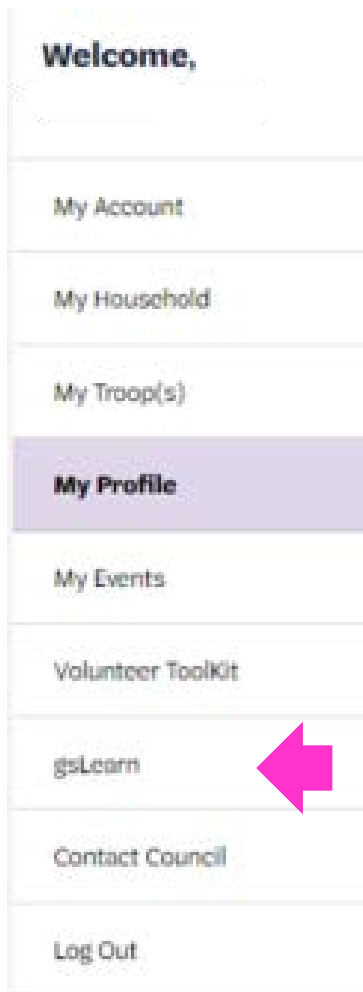 Welcome,
My Account
My Household
My Troop(s)
My Profile
My Events
Volunteer ToolKit
gsLearn
Contact Council
Log Out